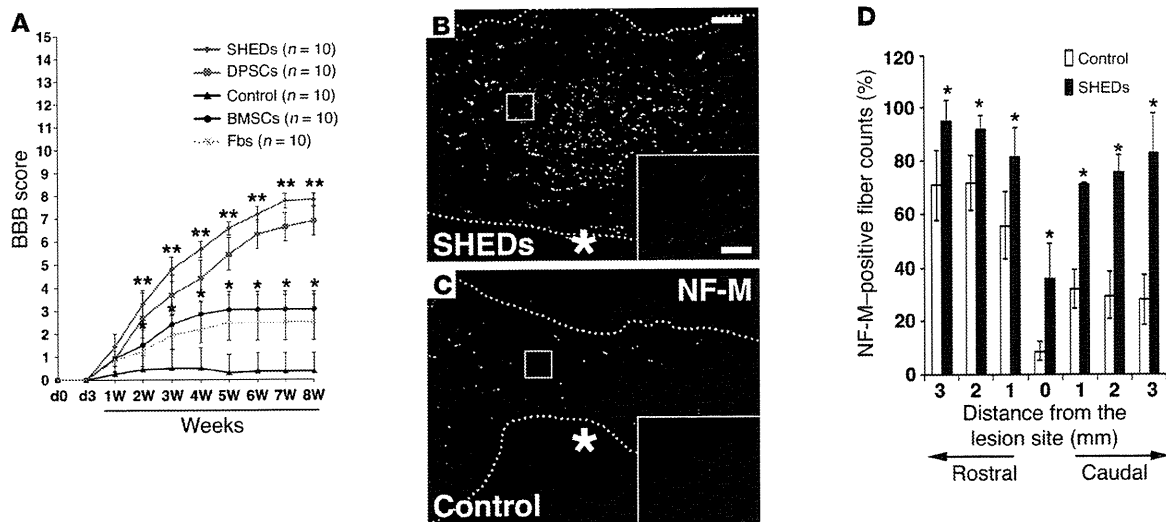 A
BBB score
15
14
13
12
11
10
9
8
7
6
5
4
3
2
1
0
SHEDs (n = 10)
DPSCs (n = 10)
Control (n = 10)
BMSCs (n = 10)
Fbs (n = 10)
** ** ** ** ** ** **
* * * * * * *
d0 d3 1W 2W 3W 4W 5W 6W 7W 8W
Weeks
B
SHEDs
*
C
NF-M
*
Control
D
NF-M–positive fiber counts (%)
120
100
80
60
40
20
0
Control
SHEDs
* * * * * * *
3 2 1 0 1 2 3
Distance from the
lesion site (mm)
Rostral Caudal